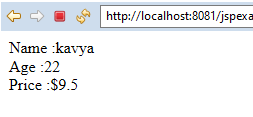 http://localhost:8081/jspexa
Name :kavya
Age :22
Price :$9.5